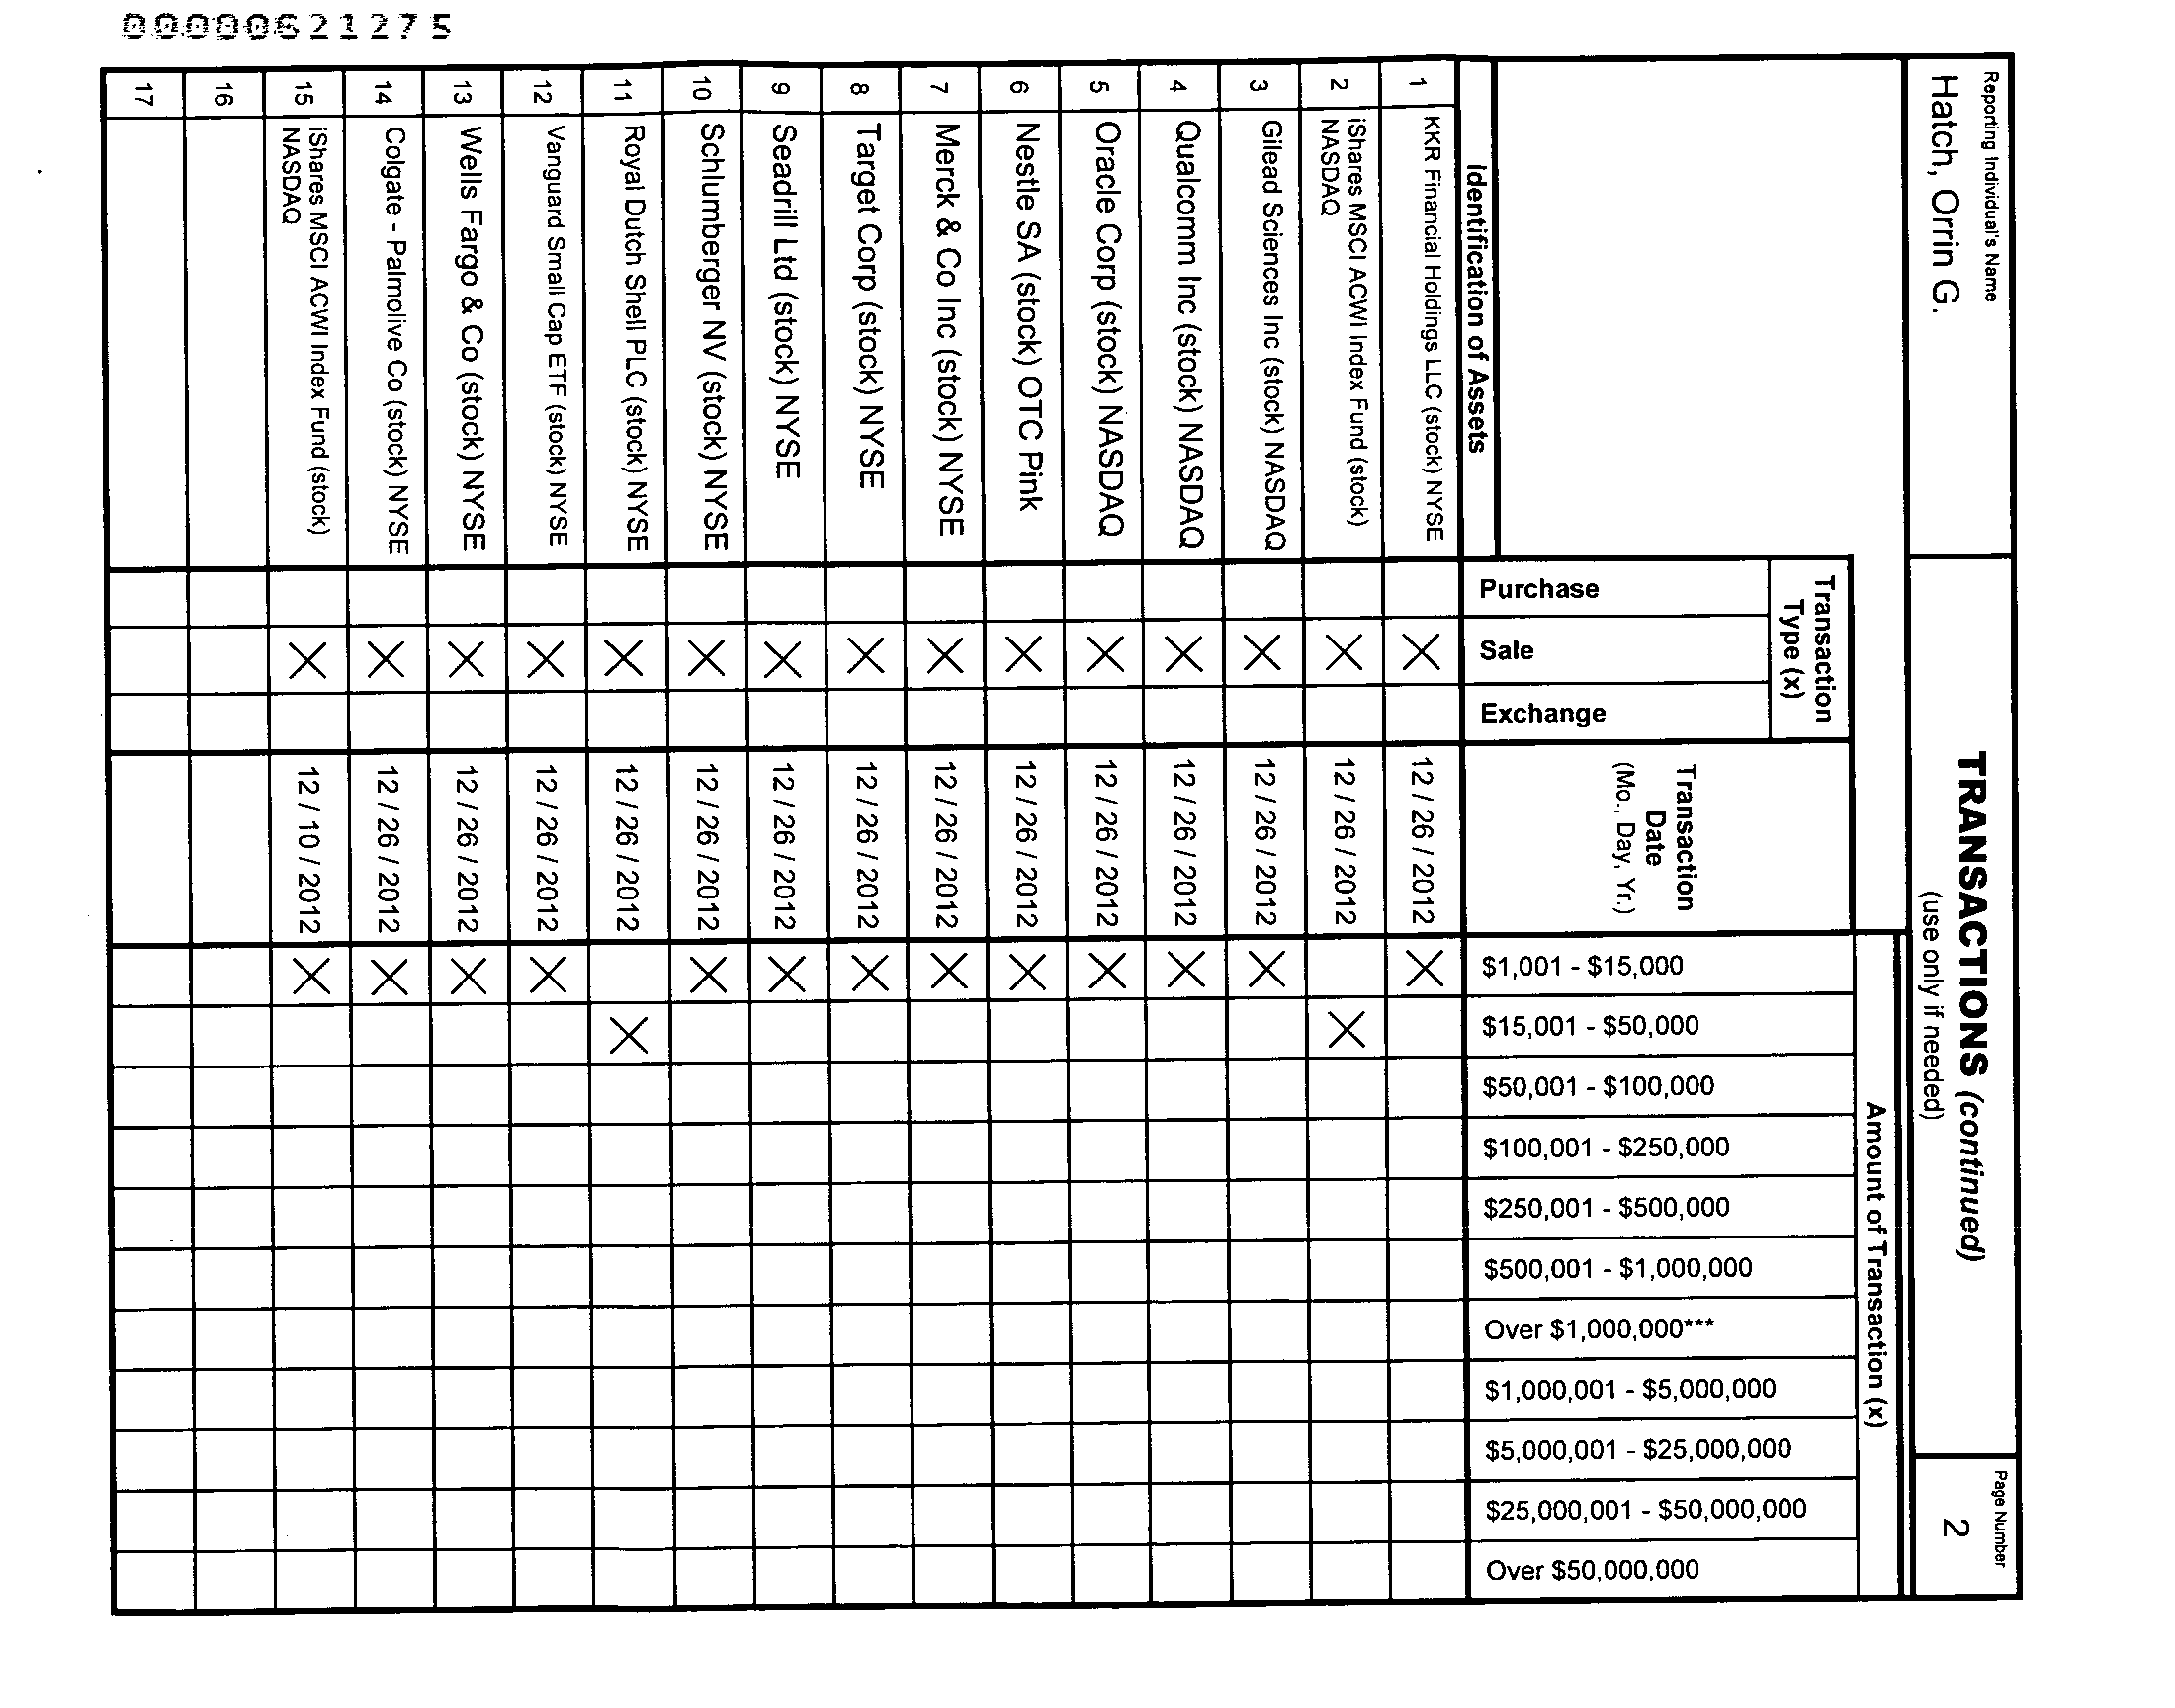 00000621275
Reporting Individual's Name
Hatch, Orrin G.
TRANSACTIONS (continued)
(use only if needed)
Page Number
2
Identification of Assets
Transaction
Type (x)
Purchase
Sale
Exchange
Transaction
Date
(Mo., Day, Yr.)
Amount of Transaction (x)
$1,001 - $15,000
$15,001 - $50,000
$50,001 - $100,000
$100,001 - $250,000
$250,001 - $500,000
$500,001 - $1,000,000
Over $1,000,000***
$1,000,001 - $5,000,000
$5,000,001 - $25,000,000
$25,000,001 - $50,000,000
Over $50,000,000
1 KKR Financial Holdings LLC (stock) NYSE X 12 / 26 / 2012 X
2 iShares MSCI ACWI Index Fund (stock)
NASDAQ X 12 / 26 / 2012 X
3 Gilead Sciences Inc (stock) NASDAQ X 12 / 26 / 2012 X
4 Qualcomm Inc (stock) NASDAQ X 12 / 26 / 2012 X
5 Oracle Corp (stock) NASDAQ X 12 / 26 / 2012 X
6 Nestle SA (stock) OTC Pink X 12 / 26 / 2012 X
7 Merck & Co Inc (stock) NYSE X 12 / 26 / 2012 X
8 Target Corp (stock) NYSE X 12 / 26 / 2012 X
9 Seadrill Ltd (stock) NYSE X 12 / 26 / 2012 X
10 Schlumberger NV (stock) NYSE X 12 / 26 / 2012 X
11 Royal Dutch Shell PLC (stock) NYSE X 12 / 26 / 2012 X
12 Vanguard Small Cap ETF (stock) NYSE X 12 / 26 / 2012 X
13 Wells Fargo & Co (stock) NYSE X 12 / 26 / 2012 X
14 Colgate - Palmolive Co (stock) NYSE X 12 / 26 / 2012 X
15 iShares MSCI ACWI Index Fund (stock)
NASDAQ X 12 / 10 / 2012 X
16
17